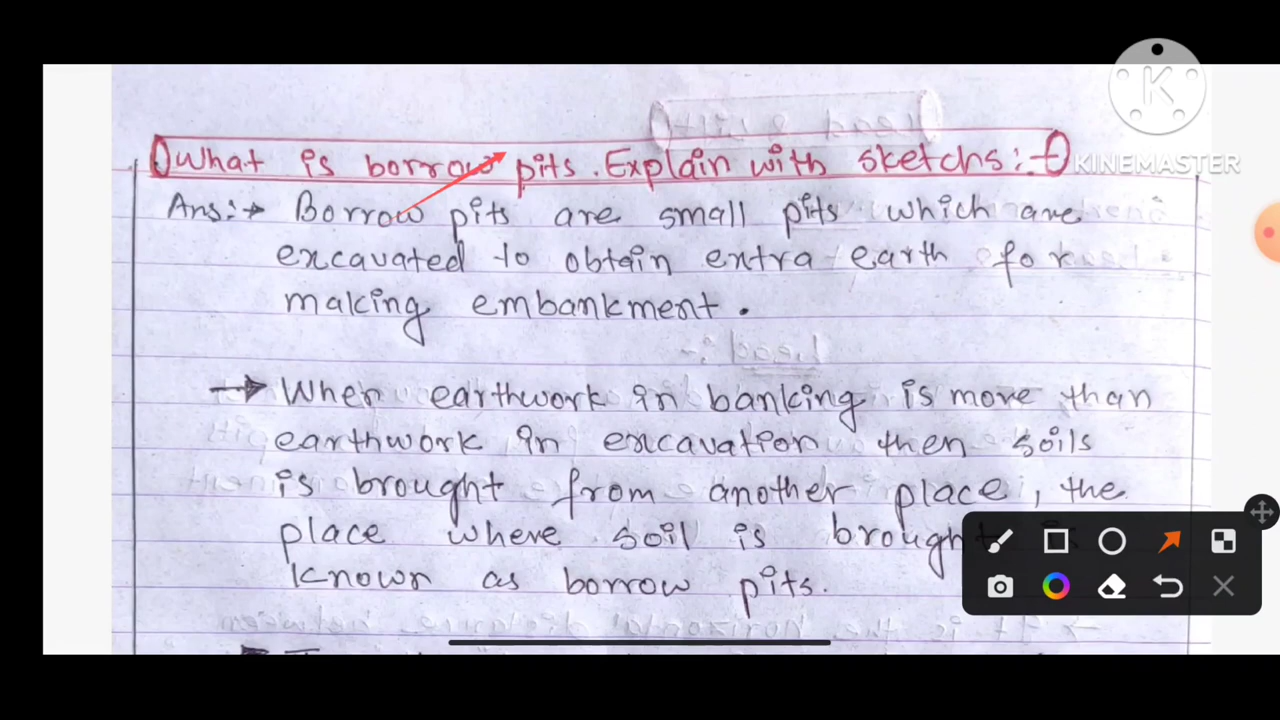 KINEMASTER
What is borrow pits. Explain with sketchs:-
Ans:→ Borrow pits are small pits which are
excavated to obtain extra earth for
making embankment.
→ When earthwork in banking is more than
earthwork in excavation then soils
is brought from another place, the
place where soil is brought is
known as borrow pits.